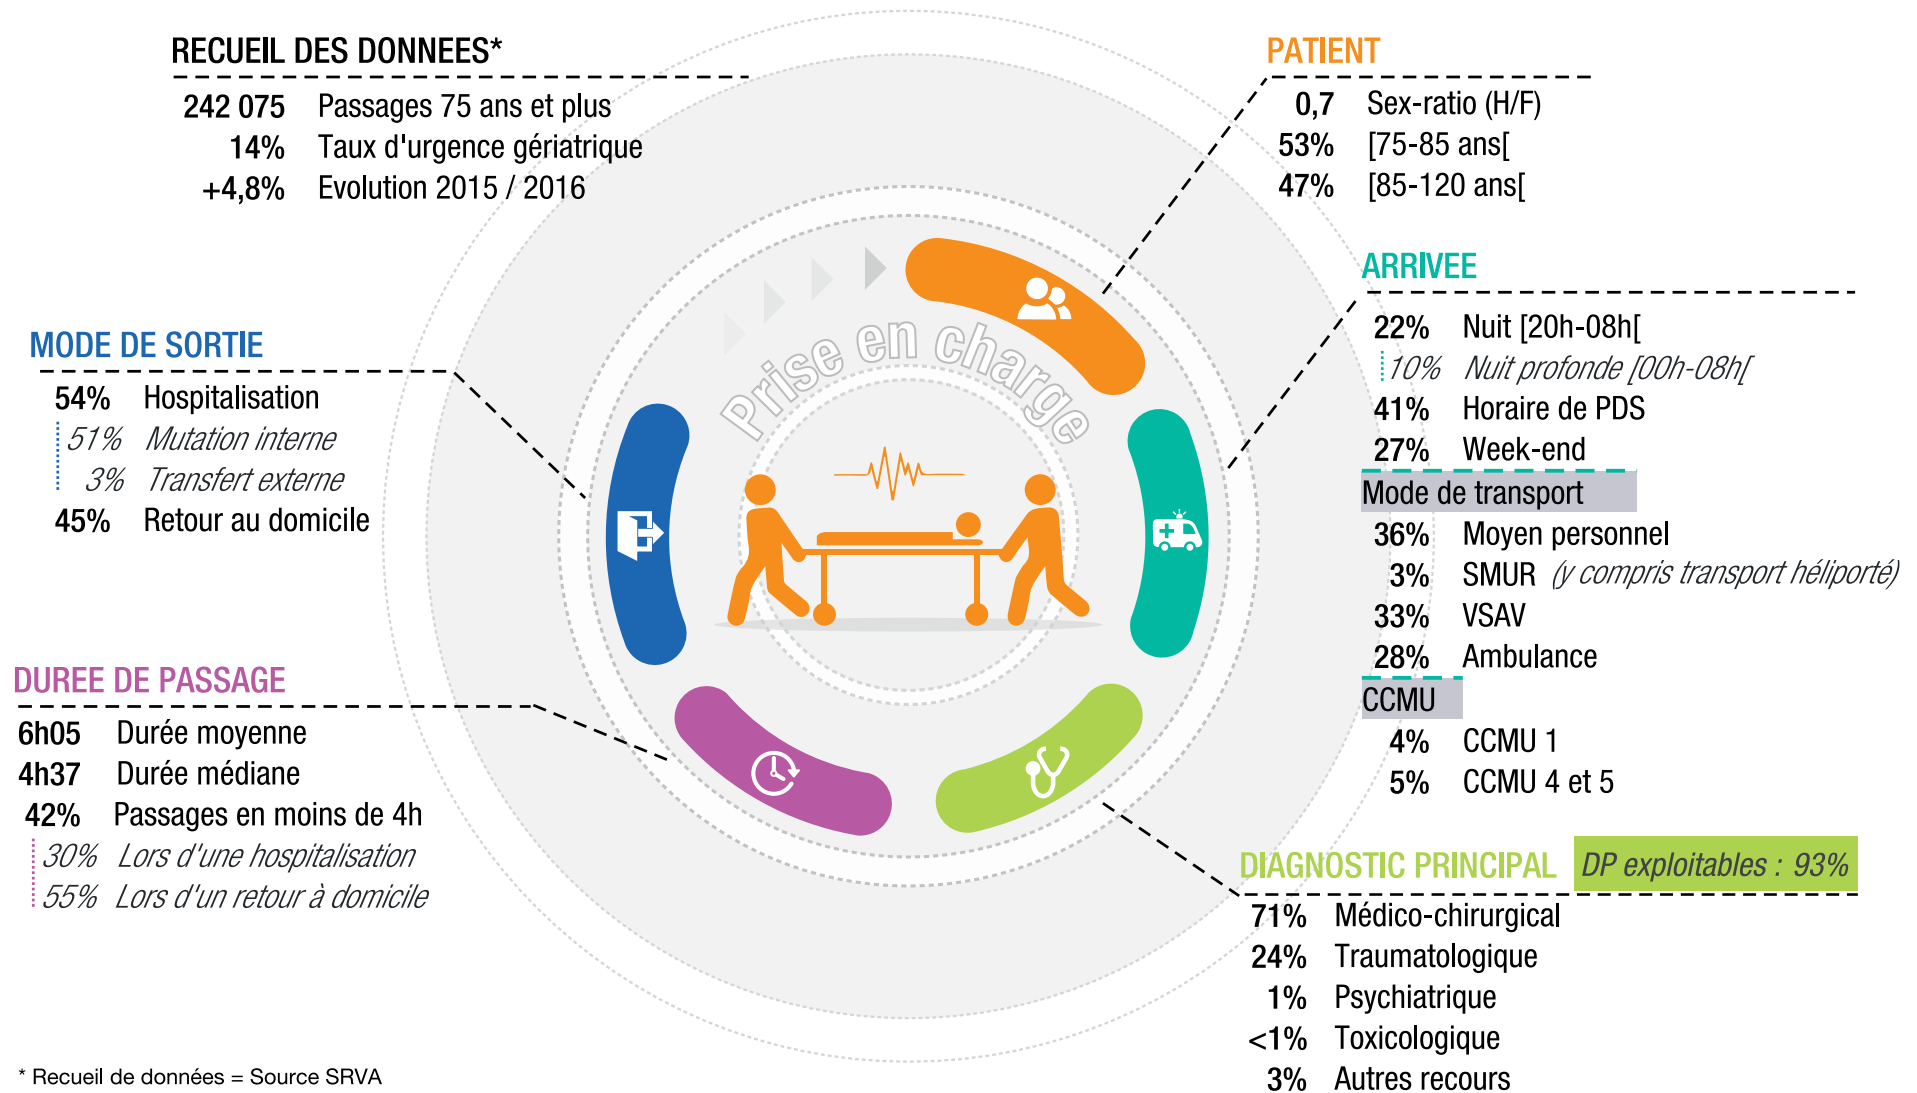 RECUEIL DES DONNEES*
242 075 Passages 75 ans et plus
14% Taux d'urgence gériatrique
+4,8% Evolution 2015 / 2016
PATIENT
0,7 Sex-ratio (H/F)
53% [75-85 ans[
47% [85-120 ans[
ARRIVEE
22% Nuit [20h-08h[
10% Nuit profonde [00h-08h[
41% Horaire de PDS
27% Week-end
Mode de transport
36% Moyen personnel
3% SMUR (y compris transport héliporté)
33% VSAV
28% Ambulance
CCMU
4% CCMU 1
5% CCMU 4 et 5
DIAGNOSTIC PRINCIPAL DP exploitables : 93%
71% Médico-chirurgical
24% Traumatologique
1% Psychiatrique
<1% Toxicologique
3% Autres recours
DUREE DE PASSAGE
6h05 Durée moyenne
4h37 Durée médiane
42% Passages en moins de 4h
30% Lors d'une hospitalisation
55% Lors d'un retour à domicile
MODE DE SORTIE
54% Hospitalisation
51% Mutation interne
3% Transfert externe
45% Retour au domicile
Prise en charge
* Recueil de données = Source SRVA